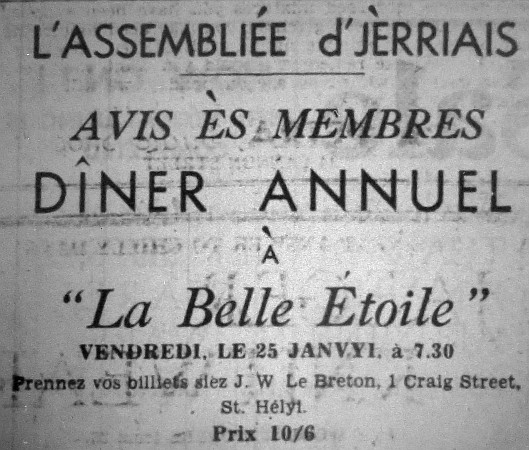 L'ASSEMBLIÉE d'JÈRRIAIS
AVIS ÈS MEMBRES
DÎNER ANNUEL
À
"La Belle Étoile"
VENDREDI, LE 25 JANVYI, à 7.30
Prennez vos billiets siez J. W Le Breton, 1 Craig Street,
St. Hélyi.
Prix 10/6